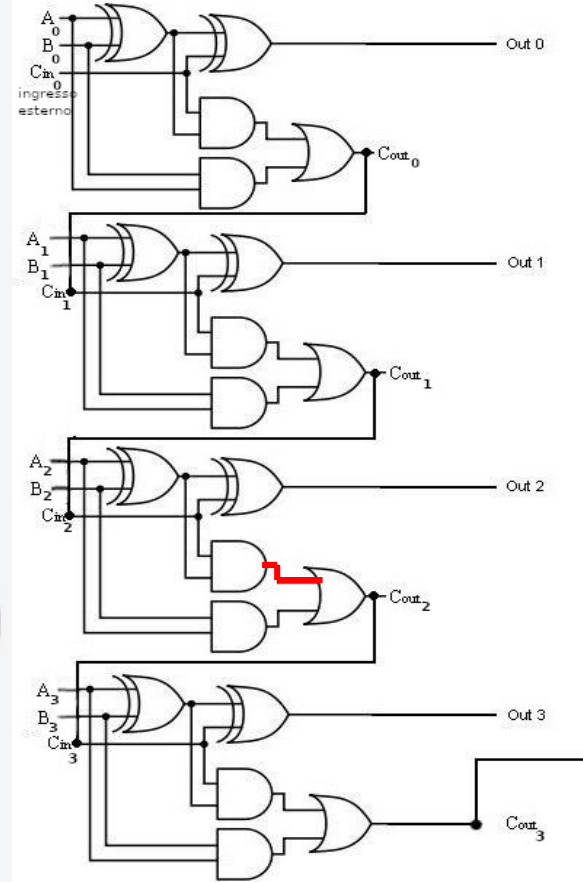 A0
B0
Cin0
ingresso
esterno
Out 0
Cout0
A1
B1
Cin1
Out 1
Cout1
A2
B2
Cin2
Out 2
Cout2
A3
B3
Cin3
Out 3
Cout3